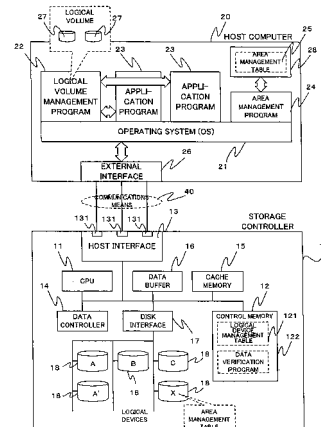 LOGICAL
VOLUME
27
27
20
HOST COMPUTER
22
23
23
25
AREA
MANAGEMENT
TABLE
28
LOGICAL
VOLUME
MANAGEMENT
PROGRAM
APPLI-
CATION
PROGRAM
APPLI-
CATION
PROGRAM
24
AREA
MANAGEMENT
PROGRAM
OPERATING SYSTEM (OS)
21
EXTERNAL
INTERFACE
26
40
COMMUNICATIONS
MEANS
131
131
131
13
STORAGE
CONTROLLER
HOST INTERFACE
11
16
15
CPU
DATA
BUFFER
CACHE
MEMORY
14
12
DATA
CONTROLLER
DISK
INTERFACE
17
CONTROL MEMORY
121
LOGICAL
DEVICE
MANAGEMENT
TABLE
122
DATA
VERIFICATION
PROGRAM
18
A
B
C
18
18
A'
18
X
18
LOGICAL
DEVICES
AREA
MANAGEMENT
TABLE